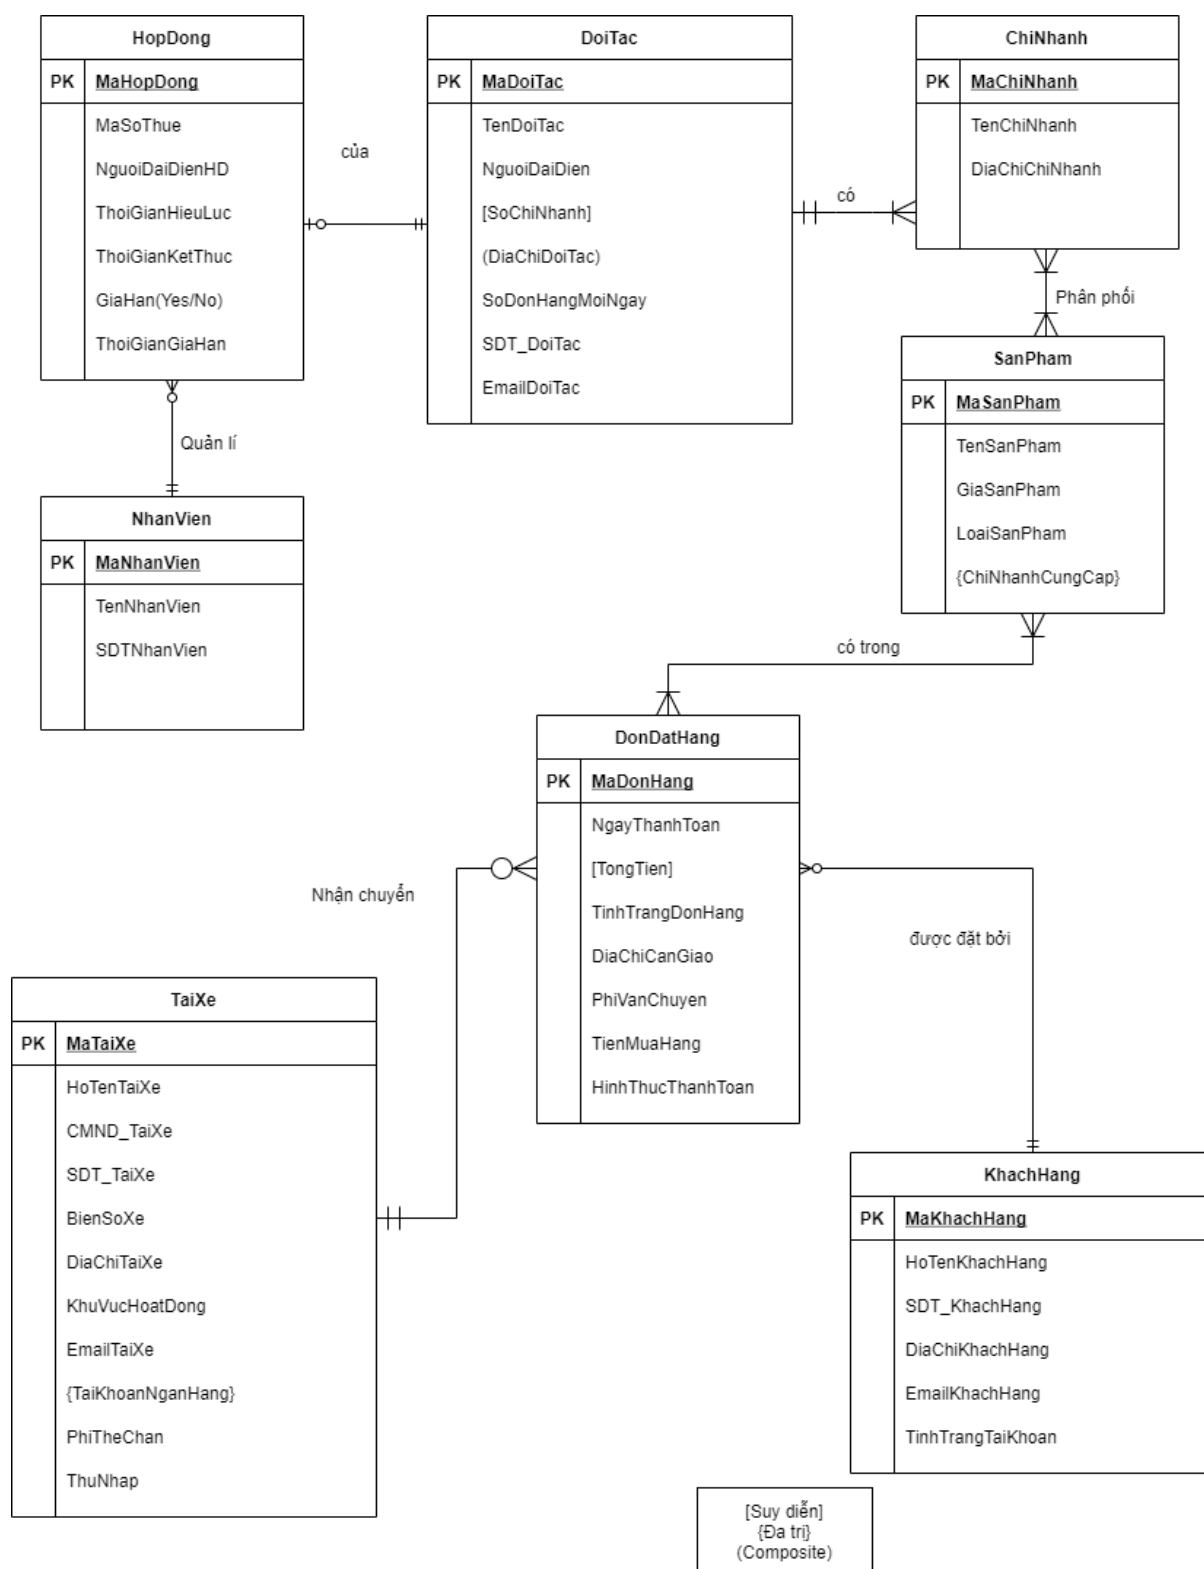 HopDong
PK MaHopDong
MaSoThue
NguoiDaiDienHD
ThoiGianHieuLuc
ThoiGianKetThuc
GiaHan(Yes/No)
ThoiGianGiaHan
của
DoiTac
PK MaDoiTac
TenDoiTac
NguoiDaiDien
[SoChiNhanh]
(DiaChiDoiTac)
SoDonHangMoiNgay
SDT_DoiTac
EmailDoiTac
có
ChiNhanh
PK MaChiNhanh
TenChiNhanh
DiaChiChiNhanh
Phân phối
SanPham
PK MaSanPham
TenSanPham
GiaSanPham
LoaiSanPham
{ChiNhanhCungCap}
Quản lí
NhanVien
PK MaNhanVien
TenNhanVien
SDTNhanVien
có trong
DonDatHang
PK MaDonHang
NgayThanhToan
[TongTien]
TinhTrangDonHang
DiaChiCanGiao
PhiVanChuyen
TienMuaHang
HinhThucThanhToan
Nhận chuyển
được đặt bởi
TaiXe
PK MaTaiXe
HoTenTaiXe
CMND_TaiXe
SDT_TaiXe
BienSoXe
DiaChiTaiXe
KhuVucHoatDong
EmailTaiXe
{TaiKhoanNganHang}
PhiTheChan
ThuNhap
KhachHang
PK MaKhachHang
HoTenKhachHang
SDT_KhachHang
DiaChiKhachHang
EmailKhachHang
TinhTrangTaiKhoan
[Suy diễn]
{Đa trị}
(Composite)